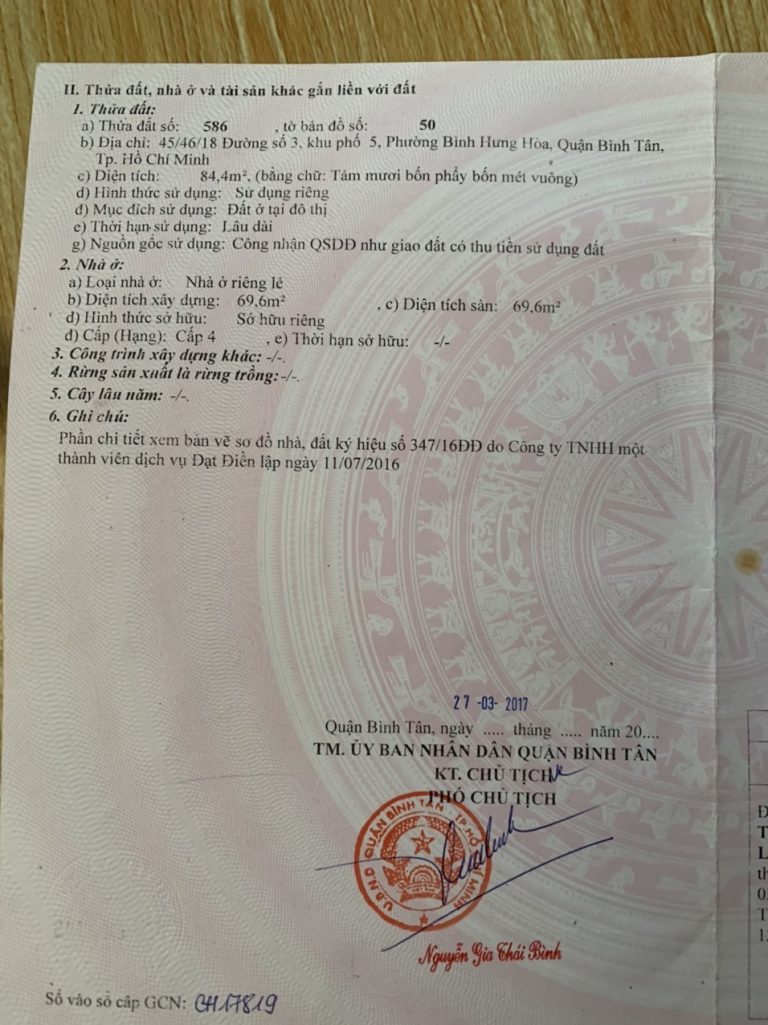 II. Thửa đất, nhà ở và tài sản khác gắn liền với đất
1. Thửa đất:
a) Thửa đất số: 586 , tờ bản đồ số: 50
b) Địa chỉ: 45/46/18 Đường số 3, khu phố 5, Phường Bình Hưng Hòa, Quận Bình Tân,
Tp. Hồ Chí Minh
c) Diện tích: 84,4m², (bằng chữ: Tám mươi bốn phẩy bốn mét vuông)
d) Hình thức sử dụng: Sử dụng riêng
đ) Mục đích sử dụng: Đất ở tại đô thị
e) Thời hạn sử dụng: Lâu dài
g) Nguồn gốc sử dụng: Công nhận QSDĐ như giao đất có thu tiền sử dụng đất
2. Nhà ở:
a) Loại nhà ở: Nhà ở riêng lẻ
b) Diện tích xây dựng: 69,6m² , c) Diện tích sàn: 69,6m²
d) Hình thức sở hữu: Sở hữu riêng
đ) Cấp (Hạng): Cấp 4 , e) Thời hạn sở hữu: -/-
3. Công trình xây dựng khác: -/-.
4. Rừng sản xuất là rừng trồng: -/-.
5. Cây lâu năm: -/-.
6. Ghi chú:
Phần chi tiết xem bản vẽ sơ đồ nhà, đất ký hiệu số 347/16ĐĐ do Công ty TNHH một
thành viên dịch vụ Đạt Điền lập ngày 11/07/2016
27 -03- 2017
Quận Bình Tân, ngày ..... tháng ..... năm 20....
TM. ỦY BAN NHÂN DÂN QUẬN BÌNH TÂN
KT. CHỦ TỊCH
PHÓ CHỦ TỊCH
U.B.N.D QUẬN BÌNH TÂN - TP HỒ CHÍ MINH
Nguyễn Gia Thái Bình
Số vào sổ cấp GCN: CH17819